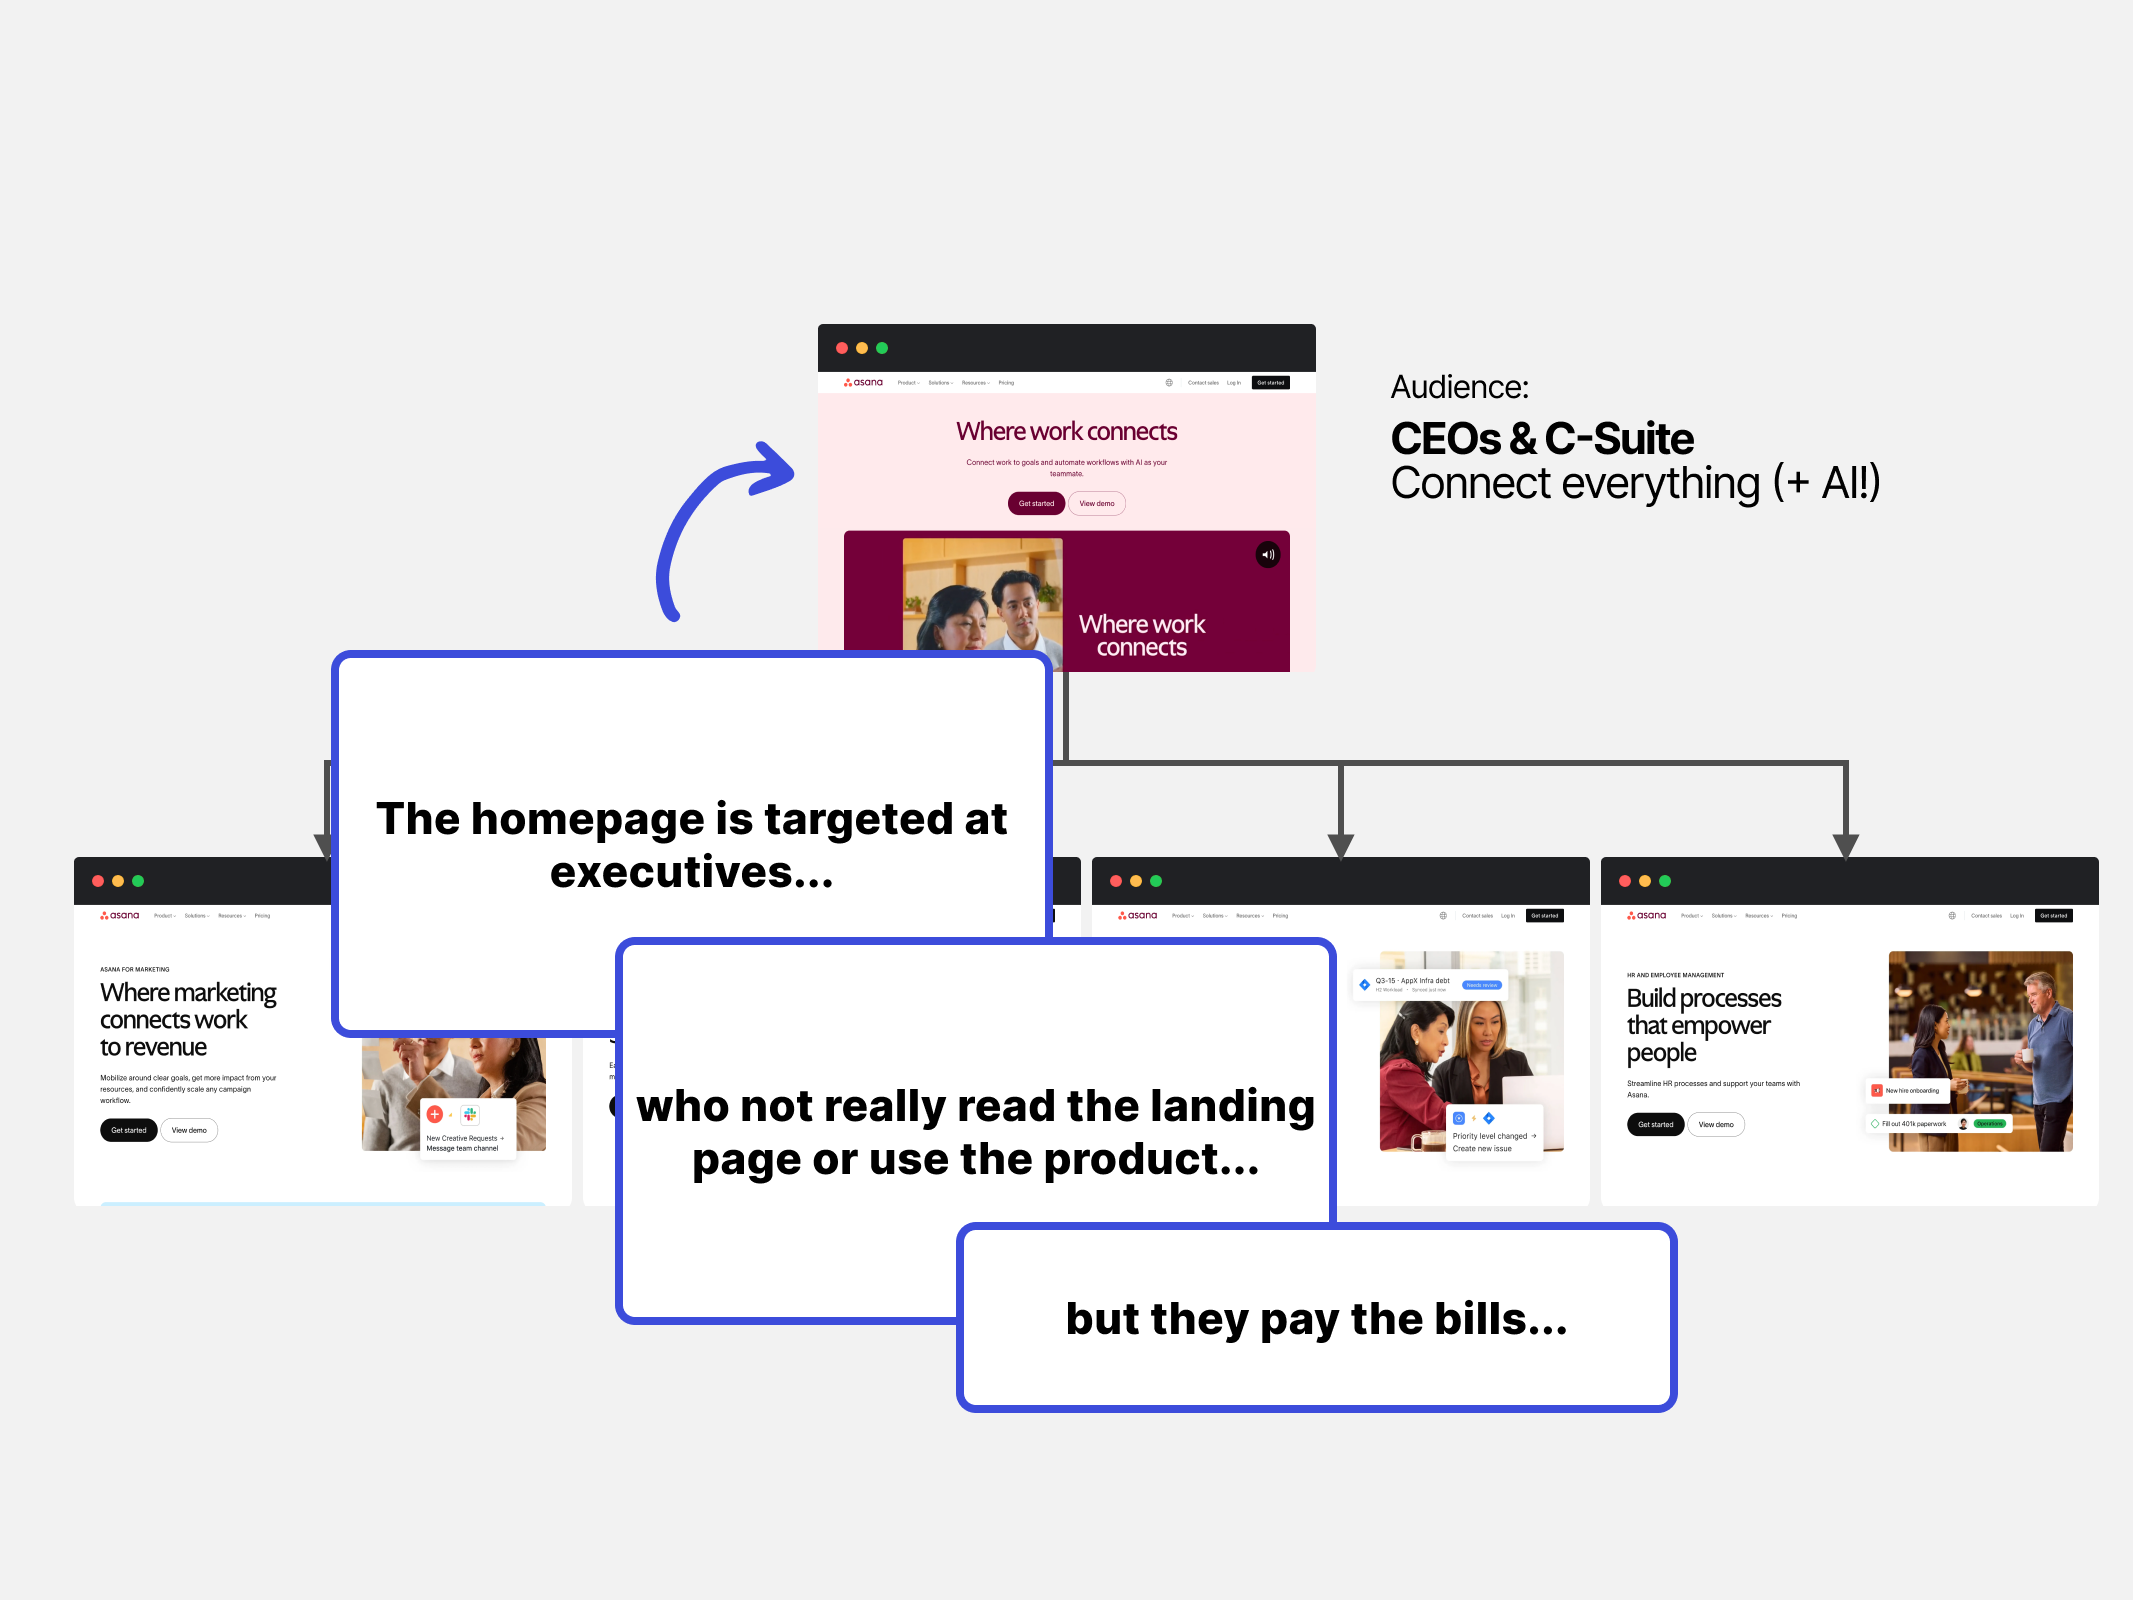 asana
Product
Solutions
Resources
Pricing
Contact sales
Log In
Get started
Where work connects
Connect work to goals and automate workflows with AI as your
teammate.
Get started
View demo
Where work
connects
Audience:
CEOs & C-Suite
Connect everything (+ AI!)
The homepage is targeted at
executives...
who not really read the landing
page or use the product...
but they pay the bills...
asana
Product
Solutions
Resources
Pricing
ASANA FOR MARKETING
Where marketing
connects work
to revenue
Mobilize around clear goals, get more impact from your
resources, and confidently scale any campaign
workflow.
Get started
View demo
New Creative Requests →
Message team channel
asana
Product
Solutions
Resources
Pricing
Contact sales
Log In
Get started
Q3-15 · AppX Infra debt
H2 Workload • Synced just now
Needs review
Priority level changed →
Create new issue
asana
Product
Solutions
Resources
Pricing
Contact sales
Log In
Get started
HR AND EMPLOYEE MANAGEMENT
Build processes
that empower
people
Streamline HR processes and support your teams with
Asana.
Get started
View demo
New hire onboarding
Fill out 401k paperwork
Operations